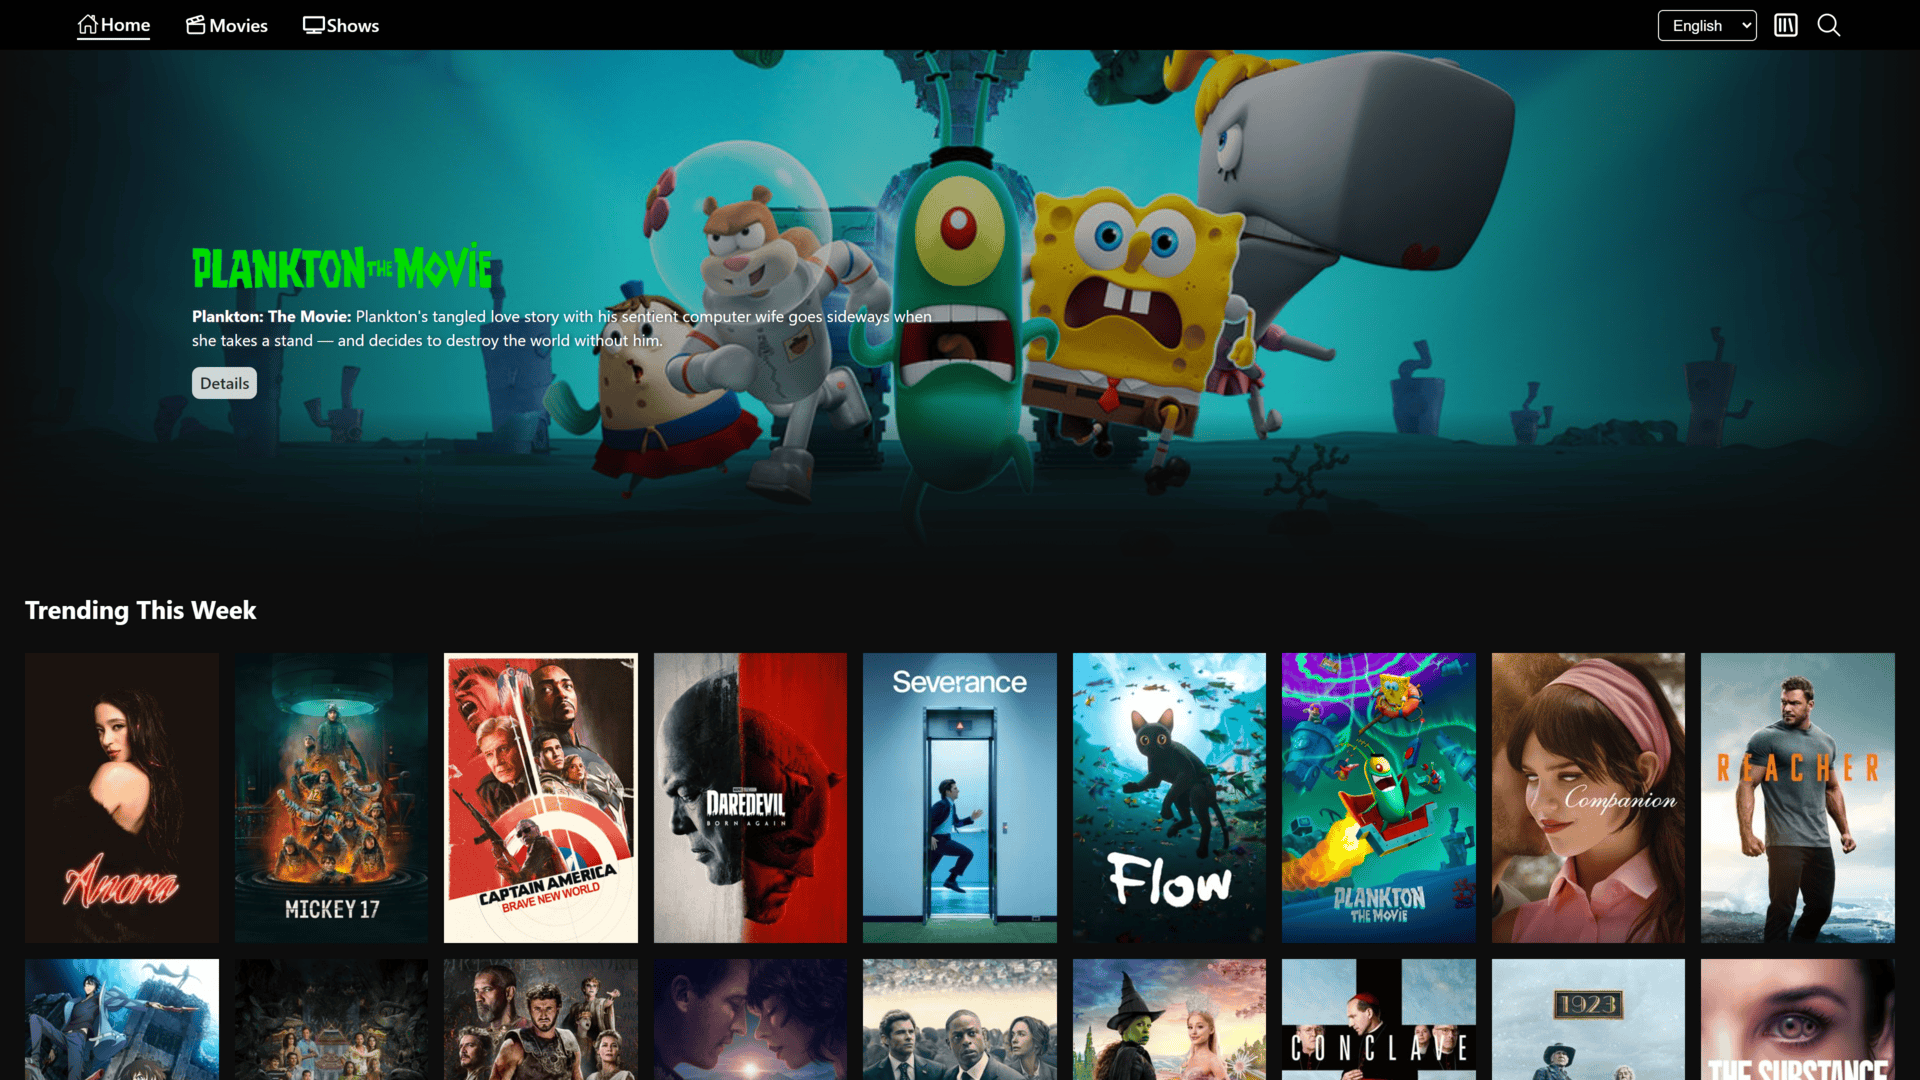 Home
Movies
Shows
English
PLANKTON THE MOVIE
Plankton: The Movie: Plankton's tangled love story with his sentient computer wife goes sideways when
she takes a stand — and decides to destroy the world without him.
Details
Trending This Week
Anora
MICKEY 17
CAPTAIN AMERICA
BRAVE NEW WORLD
DAREDEVIL
BORN AGAIN
Severance
Flow
PLANKTON
THE MOVIE
Companion
REACHER
CONCLAVE
1923
THE SUBSTANCE